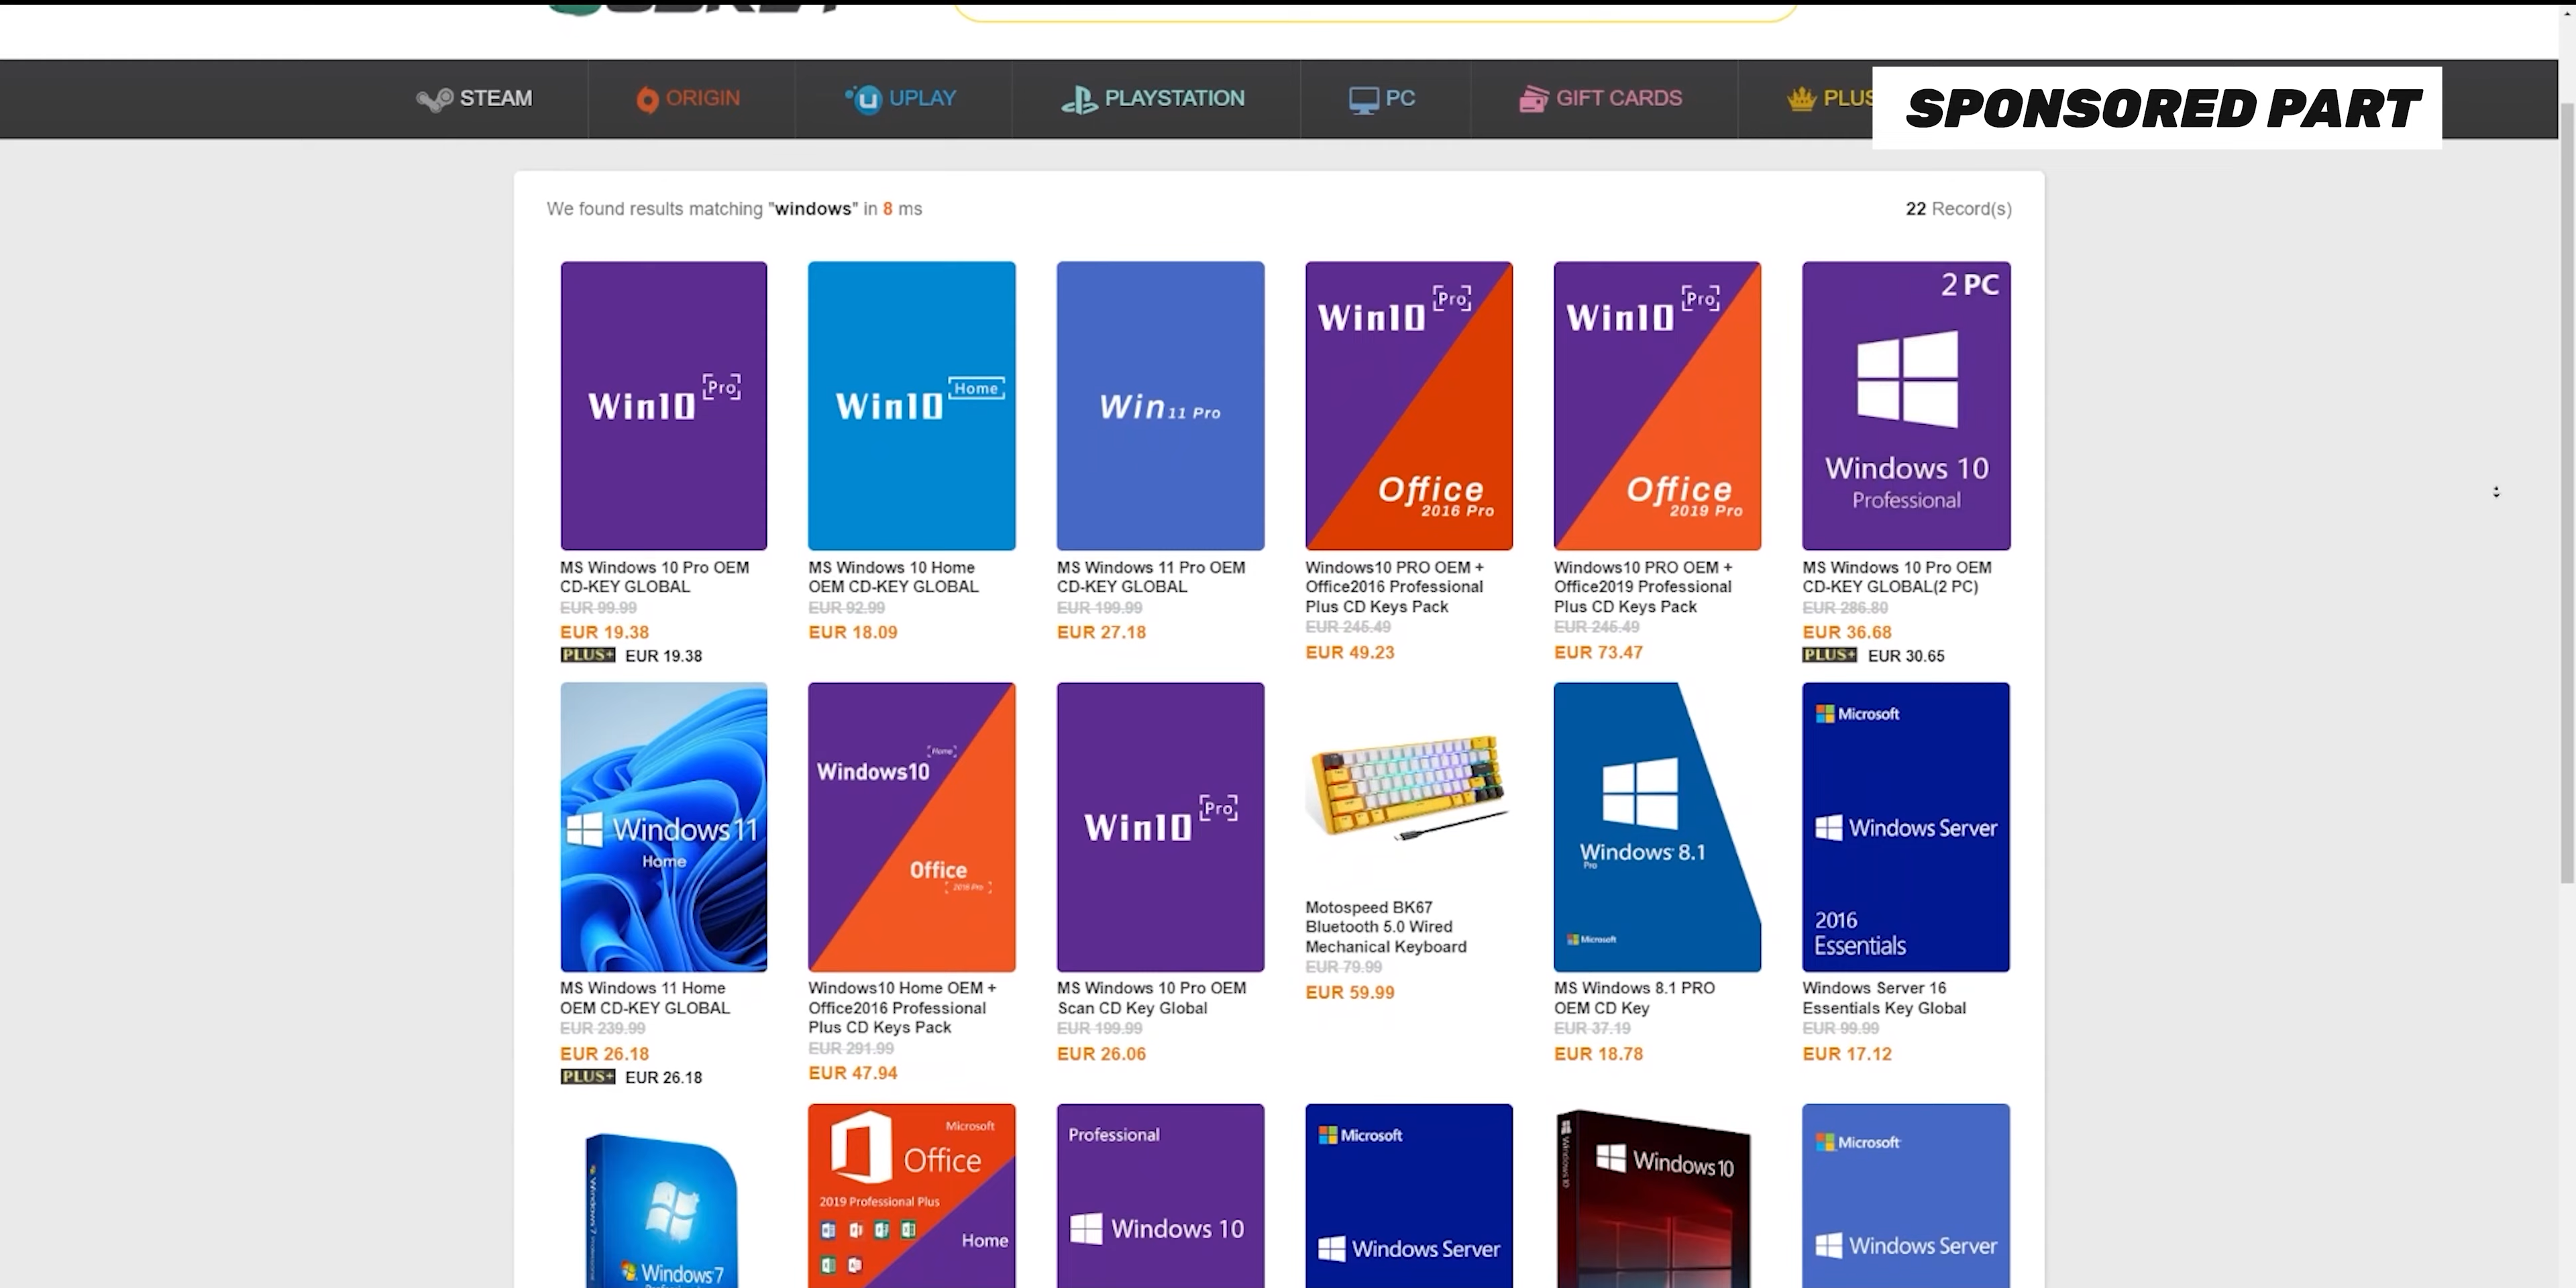 STEAM
ORIGIN
UPLAY
PLAYSTATION
PC
GIFT CARDS
PLUS
SPONSORED PART
We found results matching "windows" in 8 ms
22 Record(s)
Win10 Pro
Win10 Home
Win 11 Pro
Win10 Pro
Office
2016 Pro
Win10 Pro
Office
2019 Pro
2 PC
Windows 10
Professional
MS Windows 10 Pro OEM
CD-KEY GLOBAL
EUR 99.99
EUR 19.38
PLUS+ EUR 19.38
MS Windows 10 Home
OEM CD-KEY GLOBAL
EUR 92.99
EUR 18.09
MS Windows 11 Pro OEM
CD-KEY GLOBAL
EUR 199.99
EUR 27.18
Windows10 PRO OEM +
Office2016 Professional
Plus CD Keys Pack
EUR 245.49
EUR 49.23
Windows10 PRO OEM +
Office2019 Professional
Plus CD Keys Pack
EUR 245.49
EUR 73.47
MS Windows 10 Pro OEM
CD-KEY GLOBAL(2 PC)
EUR 286.80
EUR 36.68
PLUS+ EUR 30.65
Windows 11
Home
Windows10
Home
Office
2016 Pro
Win10 Pro
Windows 8.1
Pro
Microsoft
Microsoft
Windows Server
2016
Essentials
MS Windows 11 Home
OEM CD-KEY GLOBAL
EUR 239.99
EUR 26.18
PLUS+ EUR 26.18
Windows10 Home OEM +
Office2016 Professional
Plus CD Keys Pack
EUR 291.99
EUR 47.94
MS Windows 10 Pro OEM
Scan CD Key Global
EUR 199.99
EUR 26.06
Motospeed BK67
Bluetooth 5.0 Wired
Mechanical Keyboard
EUR 79.99
EUR 59.99
MS Windows 8.1 PRO
OEM CD Key
EUR 37.19
EUR 18.78
Windows Server 16
Essentials Key Global
EUR 99.99
EUR 17.12
Windows 7
Microsoft
Office
2019 Professional Plus
Home
Professional
Windows 10
Microsoft
Windows Server
Windows 10
Windows 10
Microsoft
Windows Server